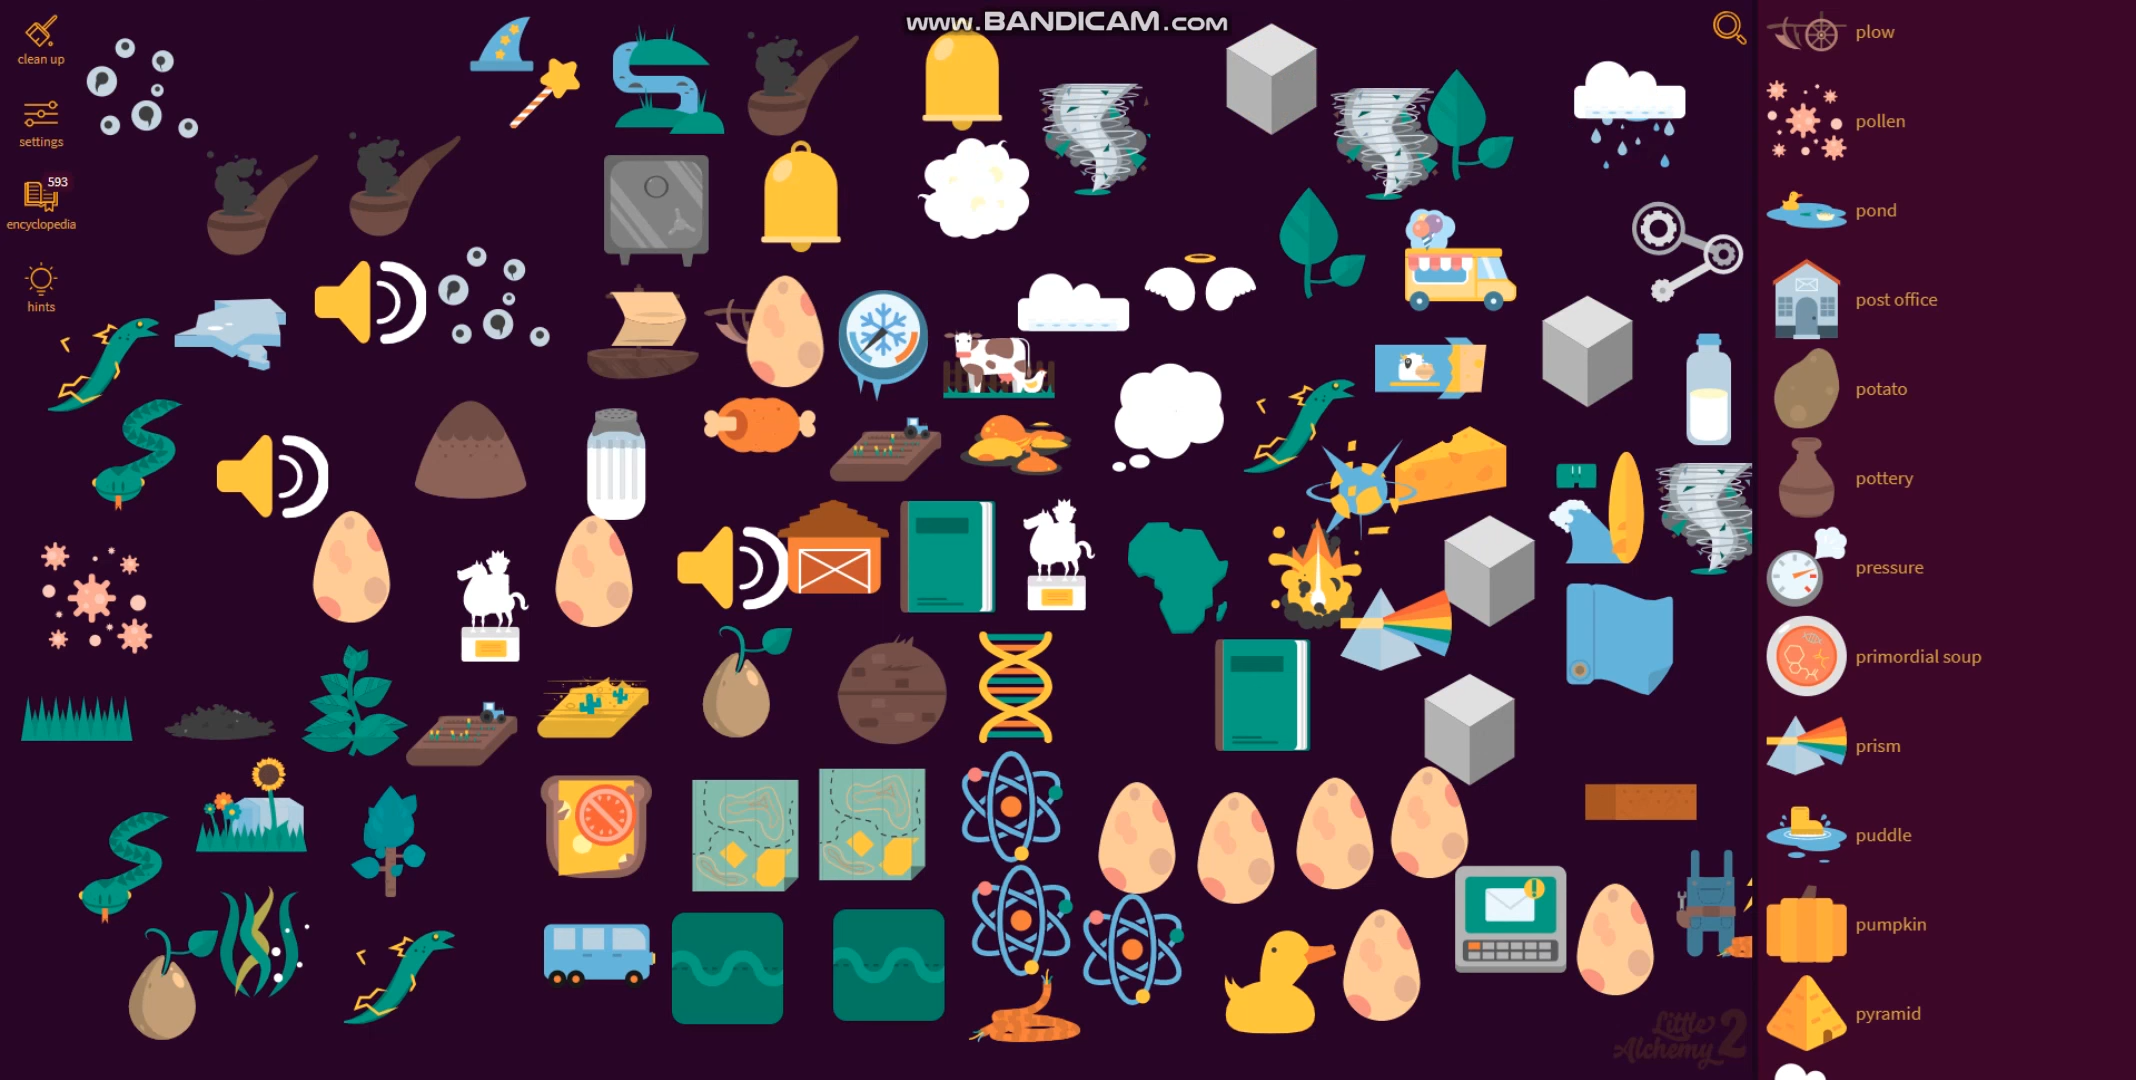 www.BANDICAM.com
clean up
settings
593
encyclopedia
hints
plow
pollen
pond
post office
potato
pottery
pressure
primordial soup
prism
puddle
pumpkin
pyramid
Little
Alchemy 2